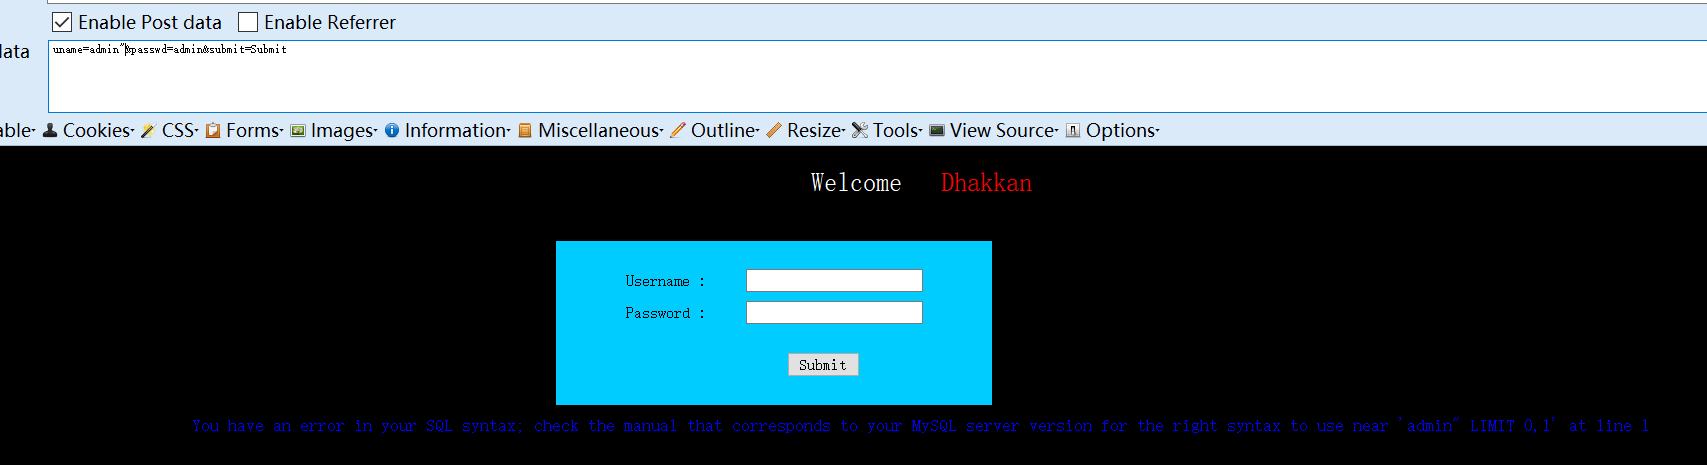 Enable Post data Enable Referrer
data
uname=admin"&passwd=admin&submit=Submit
able Cookies CSS Forms Images Information Miscellaneous Outline Resize Tools View Source Options
Welcome Dhakkan
Username :
Password :
Submit
You have an error in your SQL syntax; check the manual that corresponds to your MySQL server version for the right syntax to use near 'admin" LIMIT 0,1' at line 1